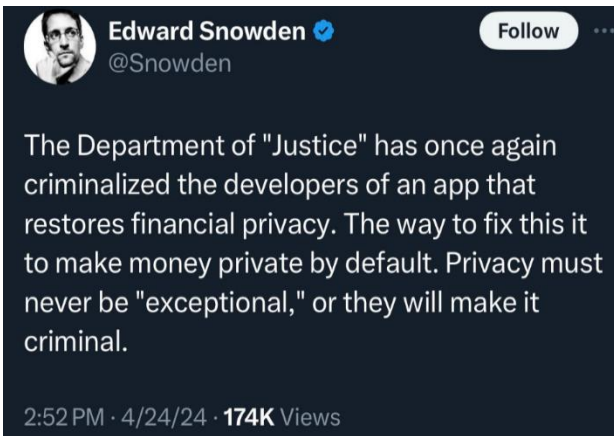 Edward Snowden
Follow
@Snowden
The Department of "Justice" has once again
criminalized the developers of an app that
restores financial privacy. The way to fix this it
to make money private by default. Privacy must
never be "exceptional," or they will make it
criminal.
2:52 PM · 4/24/24 · 174K Views